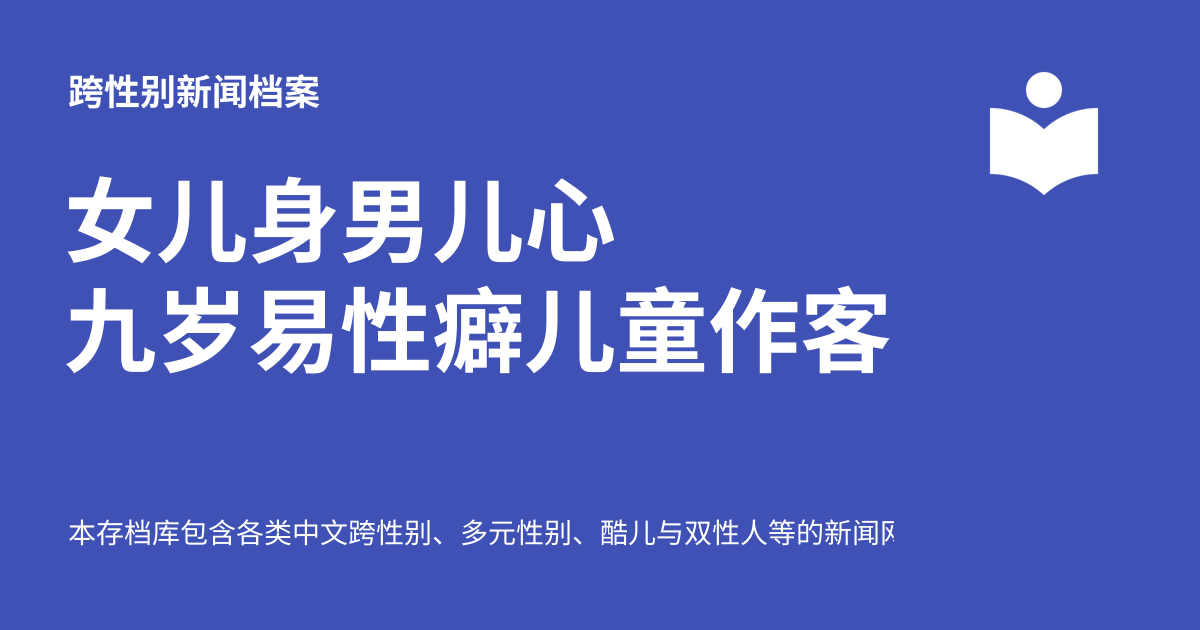 跨性别新闻档案
女儿身男儿心
九岁易性癖儿童作客
本存档库包含各类中文跨性别、多元性别、酷儿与双性人等的新闻